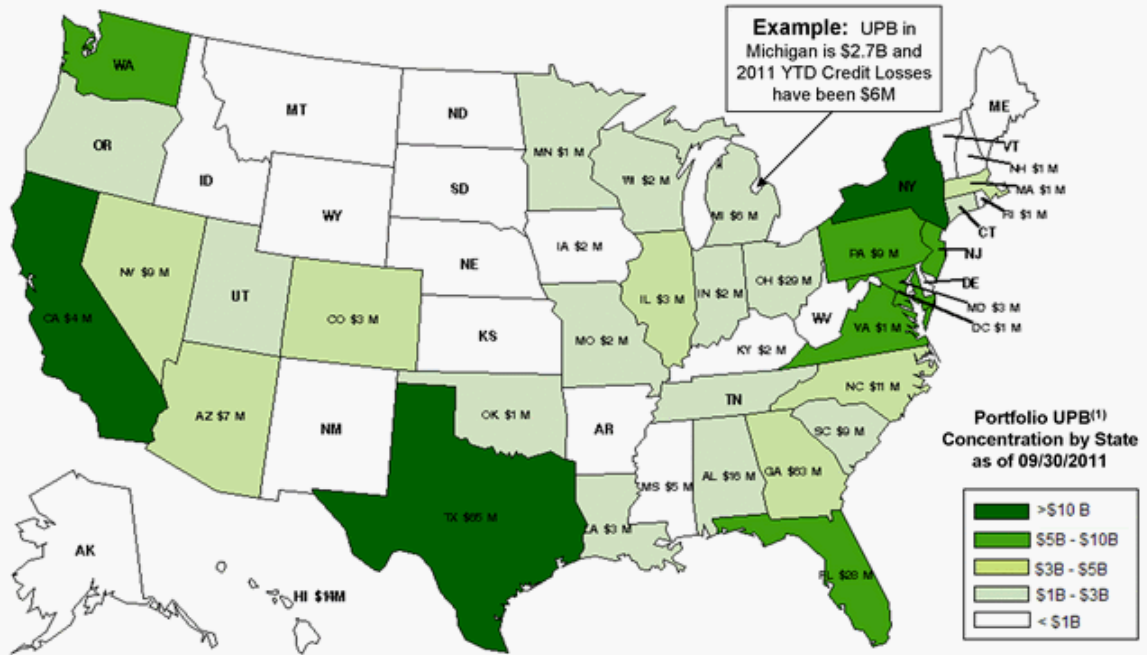 Example: UPB in
Michigan is $2.7B and
2011 YTD Credit Losses
have been $6M
WA
MT
ND
MN $1 M
ME
VT
NH $1 M
MA $1 M
RI $1 M
CT
OR
ID
SD
WI $2 M
MI $6 M
NY
WY
IA $2 M
NE
PA $9 M
NJ
DE
MD $3 M
DC $1 M
NV $9 M
UT
CO $3 M
IL $3 M
IN $2 M
OH $29 M
WV
VA $1 M
CA $4 M
KS
MO $2 M
KY $2 M
NC $11 M
TN
AZ $7 M
NM
OK $1 M
AR
SC $9 M
MS $5 M
AL $16 M
GA $63 M
TX $65 M
LA $3 M
FL $28 M
AK
HI $14M
Portfolio UPB(1)
Concentration by State
as of 09/30/2011
>$10 B
$5B - $10B
$3B - $5B
$1B - $3B
< $1B